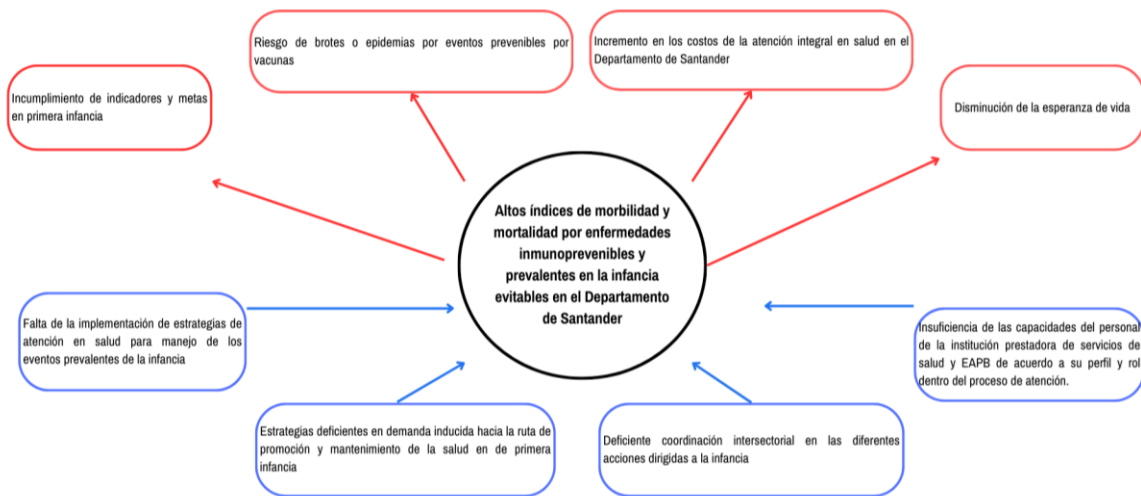 Riesgo de brotes o epidemias por eventos prevenibles por
vacunas
Incremento en los costos de la atención integral en salud en el
Departamento de Santander
Incumplimiento de indicadores y metas
en primera infancia
Disminución de la esperanza de vida
Altos índices de morbilidad y
mortalidad por enfermedades
inmunoprevenibles y
prevalentes en la infancia
evitables en el Departamento
de Santander
Falta de la implementación de estrategias de
atención en salud para manejo de los
eventos prevalentes de la infancia
Insuficiencia de las capacidades del personal
de la institución prestadora de servicios de
salud y EAPB de acuerdo a su perfil y rol
dentro del proceso de atención.
Estrategias deficientes en demanda inducida hacia la ruta de
promoción y mantenimiento de la salud en de primera
infancia
Deficiente coordinación intersectorial en las diferentes
acciones dirigidas a la infancia